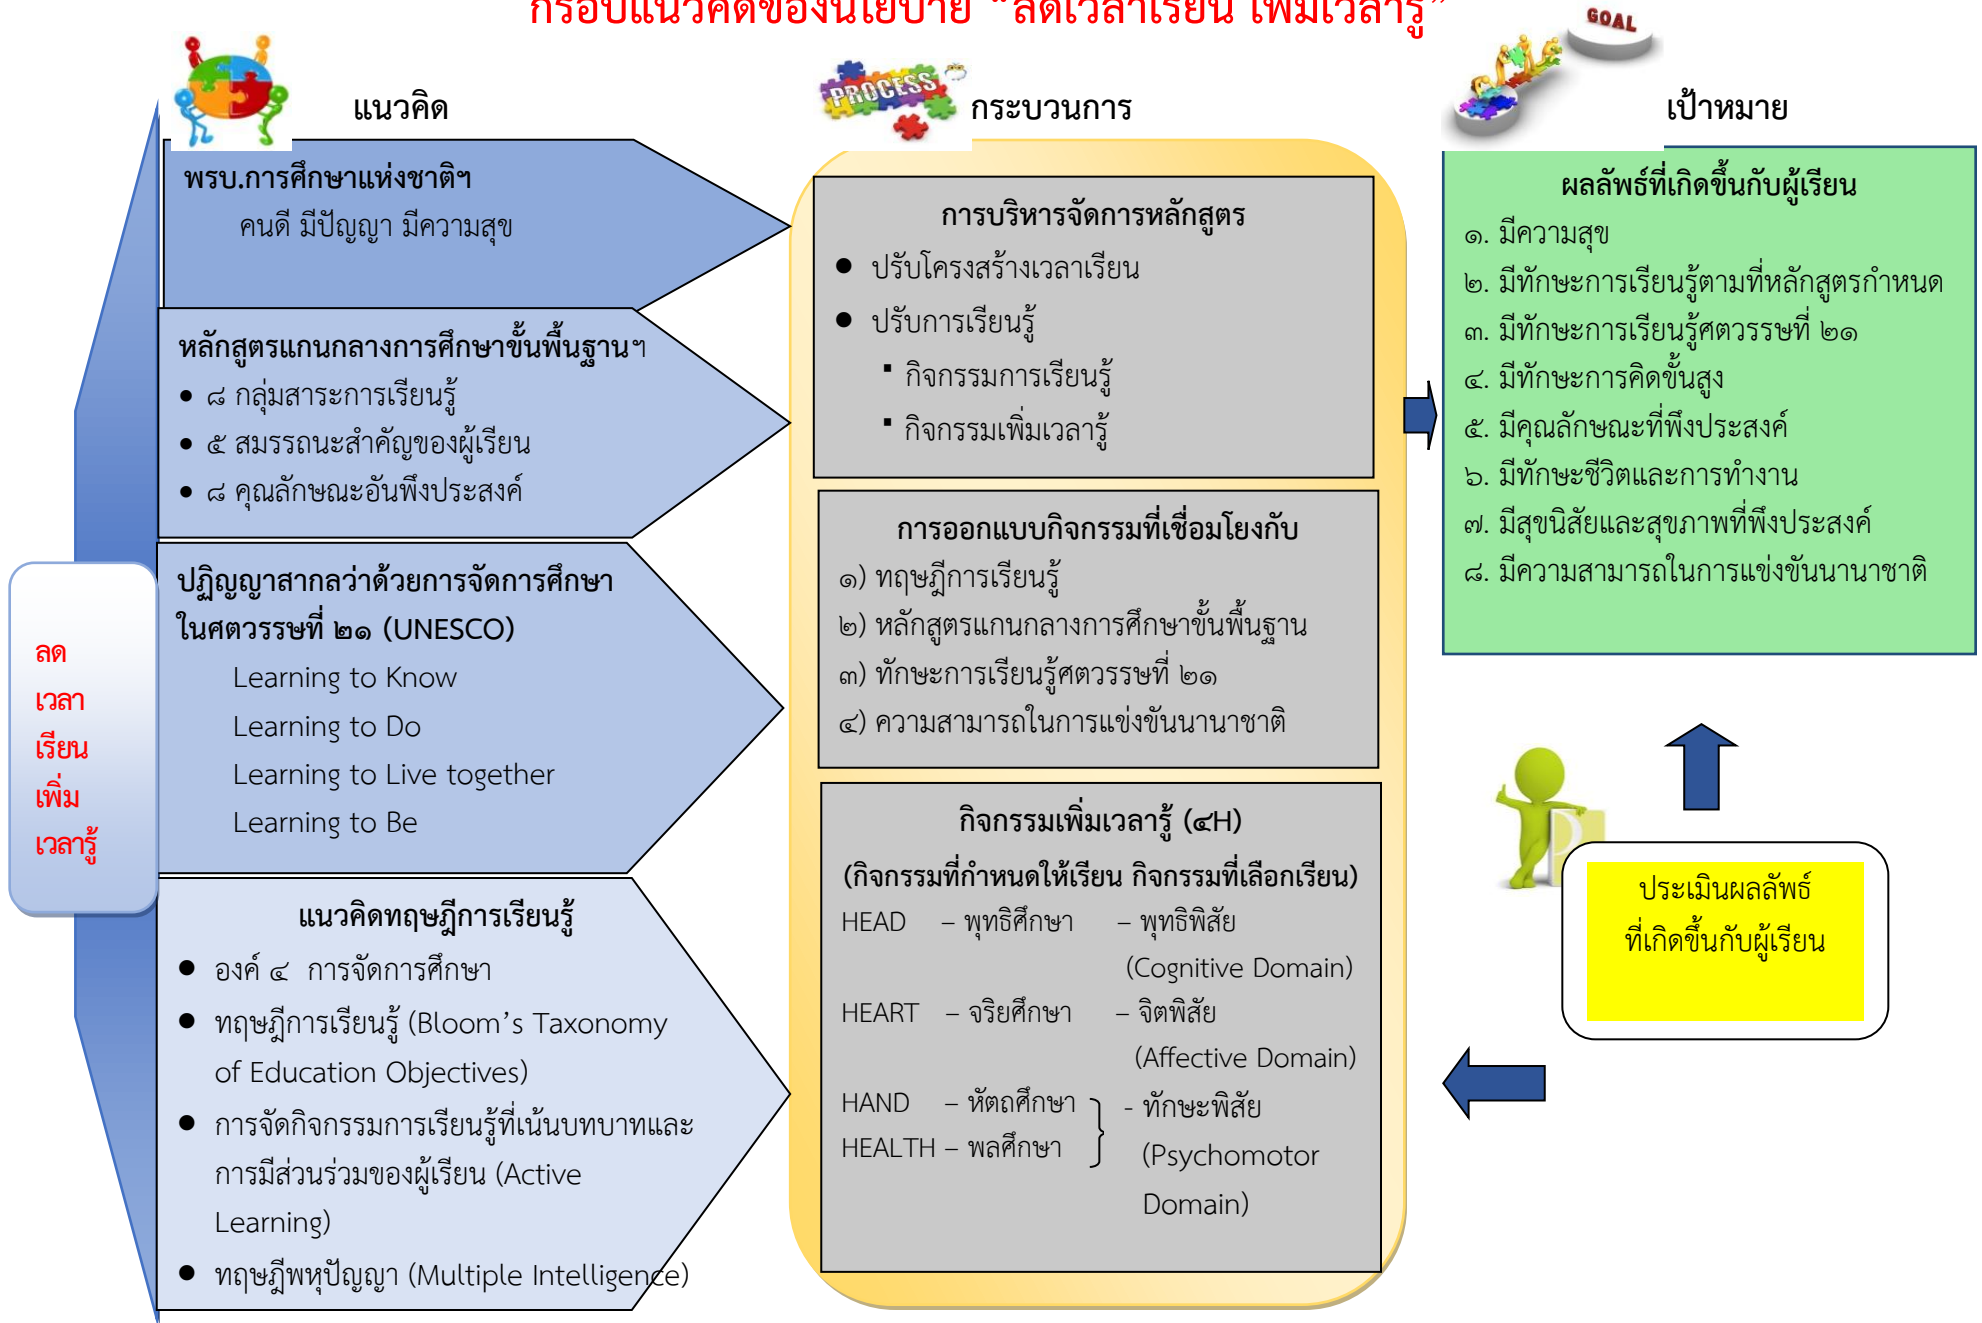 กรอบแนวคิดของนโยบาย “ลดเวลาเรียน เพิ่มเวลารู้”
แนวคิด
พรบ.การศึกษาแห่งชาติฯ
คนดี มีปัญญา มีความสุข
หลักสูตรแกนกลางการศึกษาขั้นพื้นฐานฯ
● ๘ กลุ่มสาระการเรียนรู้
● ๕ สมรรถนะสำคัญของผู้เรียน
● ๘ คุณลักษณะอันพึงประสงค์
ปฏิญญาสากลว่าด้วยการจัดการศึกษา
ในศตวรรษที่ ๒๑ (UNESCO)
Learning to Know
Learning to Do
Learning to Live together
Learning to Be
แนวคิดทฤษฎีการเรียนรู้
● องค์ ๔ การจัดการศึกษา
● ทฤษฎีการเรียนรู้ (Bloom’s Taxonomy
of Education Objectives)
● การจัดกิจกรรมการเรียนรู้ที่เน้นบทบาทและ
การมีส่วนร่วมของผู้เรียน (Active
Learning)
● ทฤษฎีพหุปัญญา (Multiple Intelligence)
ลด
เวลา
เรียน
เพิ่ม
เวลารู้
PROCESS
กระบวนการ
การบริหารจัดการหลักสูตร
● ปรับโครงสร้างเวลาเรียน
● ปรับการเรียนรู้
▪ กิจกรรมการเรียนรู้
▪ กิจกรรมเพิ่มเวลารู้
การออกแบบกิจกรรมที่เชื่อมโยงกับ
๑) ทฤษฎีการเรียนรู้
๒) หลักสูตรแกนกลางการศึกษาขั้นพื้นฐาน
๓) ทักษะการเรียนรู้ศตวรรษที่ ๒๑
๔) ความสามารถในการแข่งขันนานาชาติ
กิจกรรมเพิ่มเวลารู้ (๔H)
(กิจกรรมที่กำหนดให้เรียน กิจกรรมที่เลือกเรียน)
HEAD – พุทธิศึกษา – พุทธิพิสัย
(Cognitive Domain)
HEART – จริยศึกษา – จิตพิสัย
(Affective Domain)
HAND – หัตถศึกษา - ทักษะพิสัย
HEALTH – พลศึกษา (Psychomotor
Domain)
GOAL
เป้าหมาย
ผลลัพธ์ที่เกิดขึ้นกับผู้เรียน
๑. มีความสุข
๒. มีทักษะการเรียนรู้ตามที่หลักสูตรกำหนด
๓. มีทักษะการเรียนรู้ศตวรรษที่ ๒๑
๔. มีทักษะการคิดขั้นสูง
๕. มีคุณลักษณะที่พึงประสงค์
๖. มีทักษะชีวิตและการทำงาน
๗. มีสุขนิสัยและสุขภาพที่พึงประสงค์
๘. มีความสามารถในการแข่งขันนานาชาติ
P
ประเมินผลลัพธ์
ที่เกิดขึ้นกับผู้เรียน